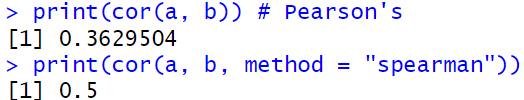 > print(cor(a, b)) # Pearson's
[1] 0.3629504
> print(cor(a, b, method = "spearman"))
[1] 0.5